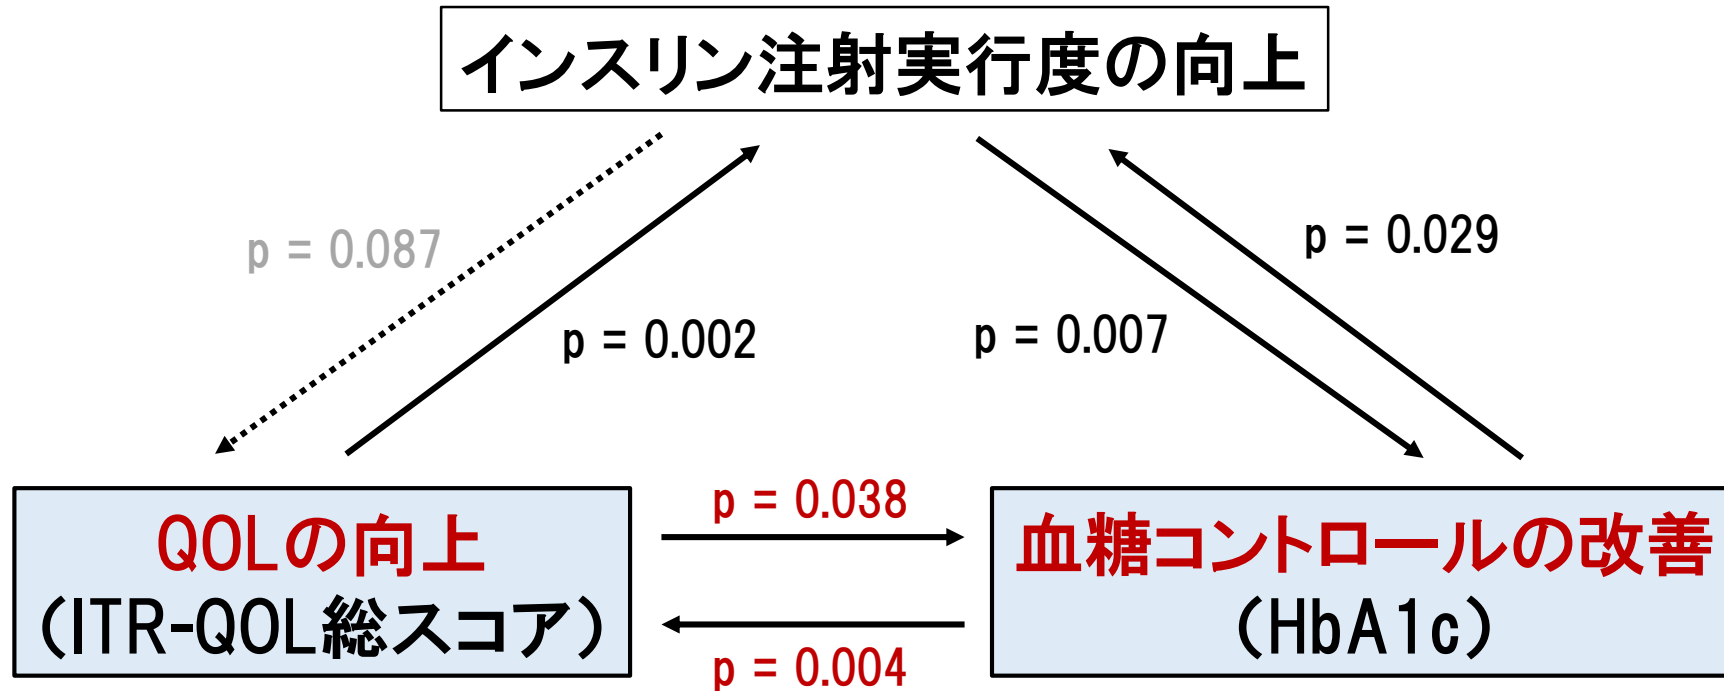 インスリン注射実行度の向上
p = 0.087
p = 0.029
p = 0.002
p = 0.007
p = 0.038
QOLの向上
（ITR-QOL総スコア）
血糖コントロールの改善
（HbA1c）
p = 0.004